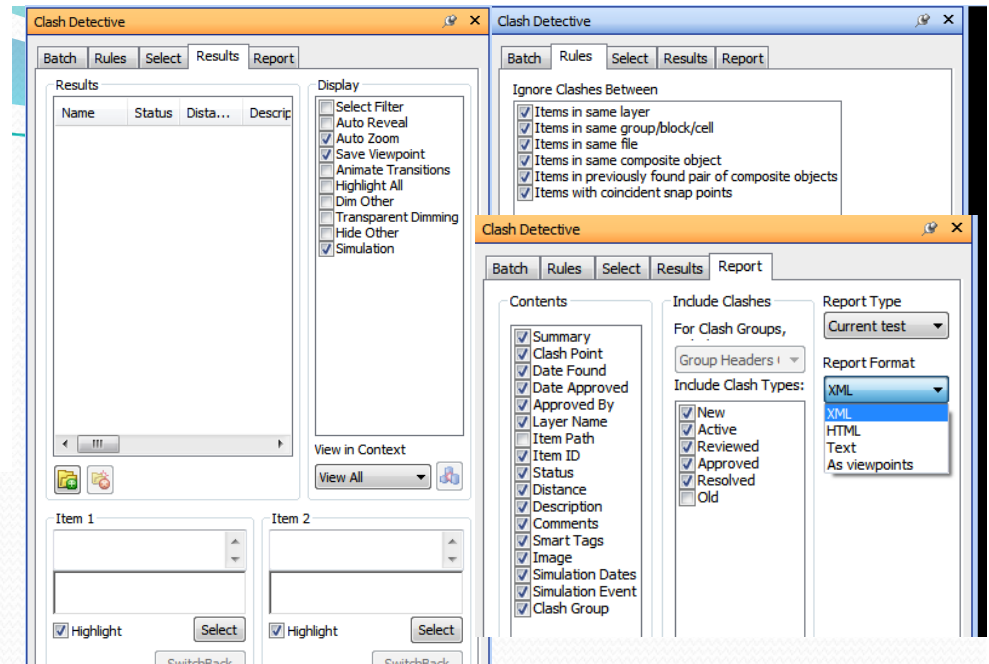 Clash Detective
Batch Rules Select Results Report
Results
Name Status Dista... Descrip
Display
Select Filter
Auto Reveal
Auto Zoom
Save Viewpoint
Animate Transitions
Highlight All
Dim Other
Transparent Dimming
Hide Other
Simulation
View in Context
View All
Item 1
Highlight
Select
SwitchBack
Item 2
Highlight
Select
SwitchBack
Clash Detective
Batch Rules Select Results Report
Ignore Clashes Between
Items in same layer
Items in same group/block/cell
Items in same file
Items in same composite object
Items in previously found pair of composite objects
Items with coincident snap points
Clash Detective
Batch Rules Select Results Report
Contents
Summary
Clash Point
Date Found
Date Approved
Approved By
Layer Name
Item Path
Item ID
Status
Distance
Description
Comments
Smart Tags
Image
Simulation Dates
Simulation Event
Clash Group
Include Clashes
For Clash Groups,
Group Headers
Include Clash Types:
New
Active
Reviewed
Approved
Resolved
Old
Report Type
Current test
Report Format
XML
XML
HTML
Text
As viewpoints